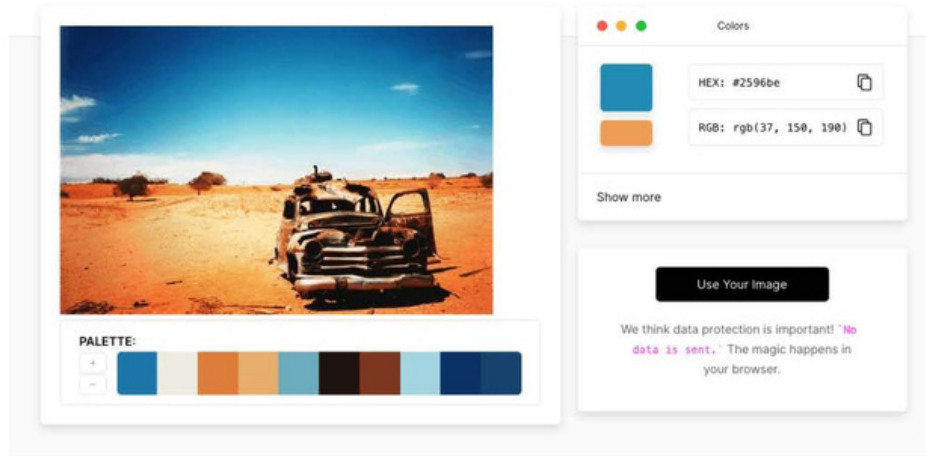 Colors
HEX: #2596be
RGB: rgb(37, 150, 190)
Show more
PALETTE:
+
−
Use Your Image
We think data protection is important! `No
data is sent.` The magic happens in
your browser.